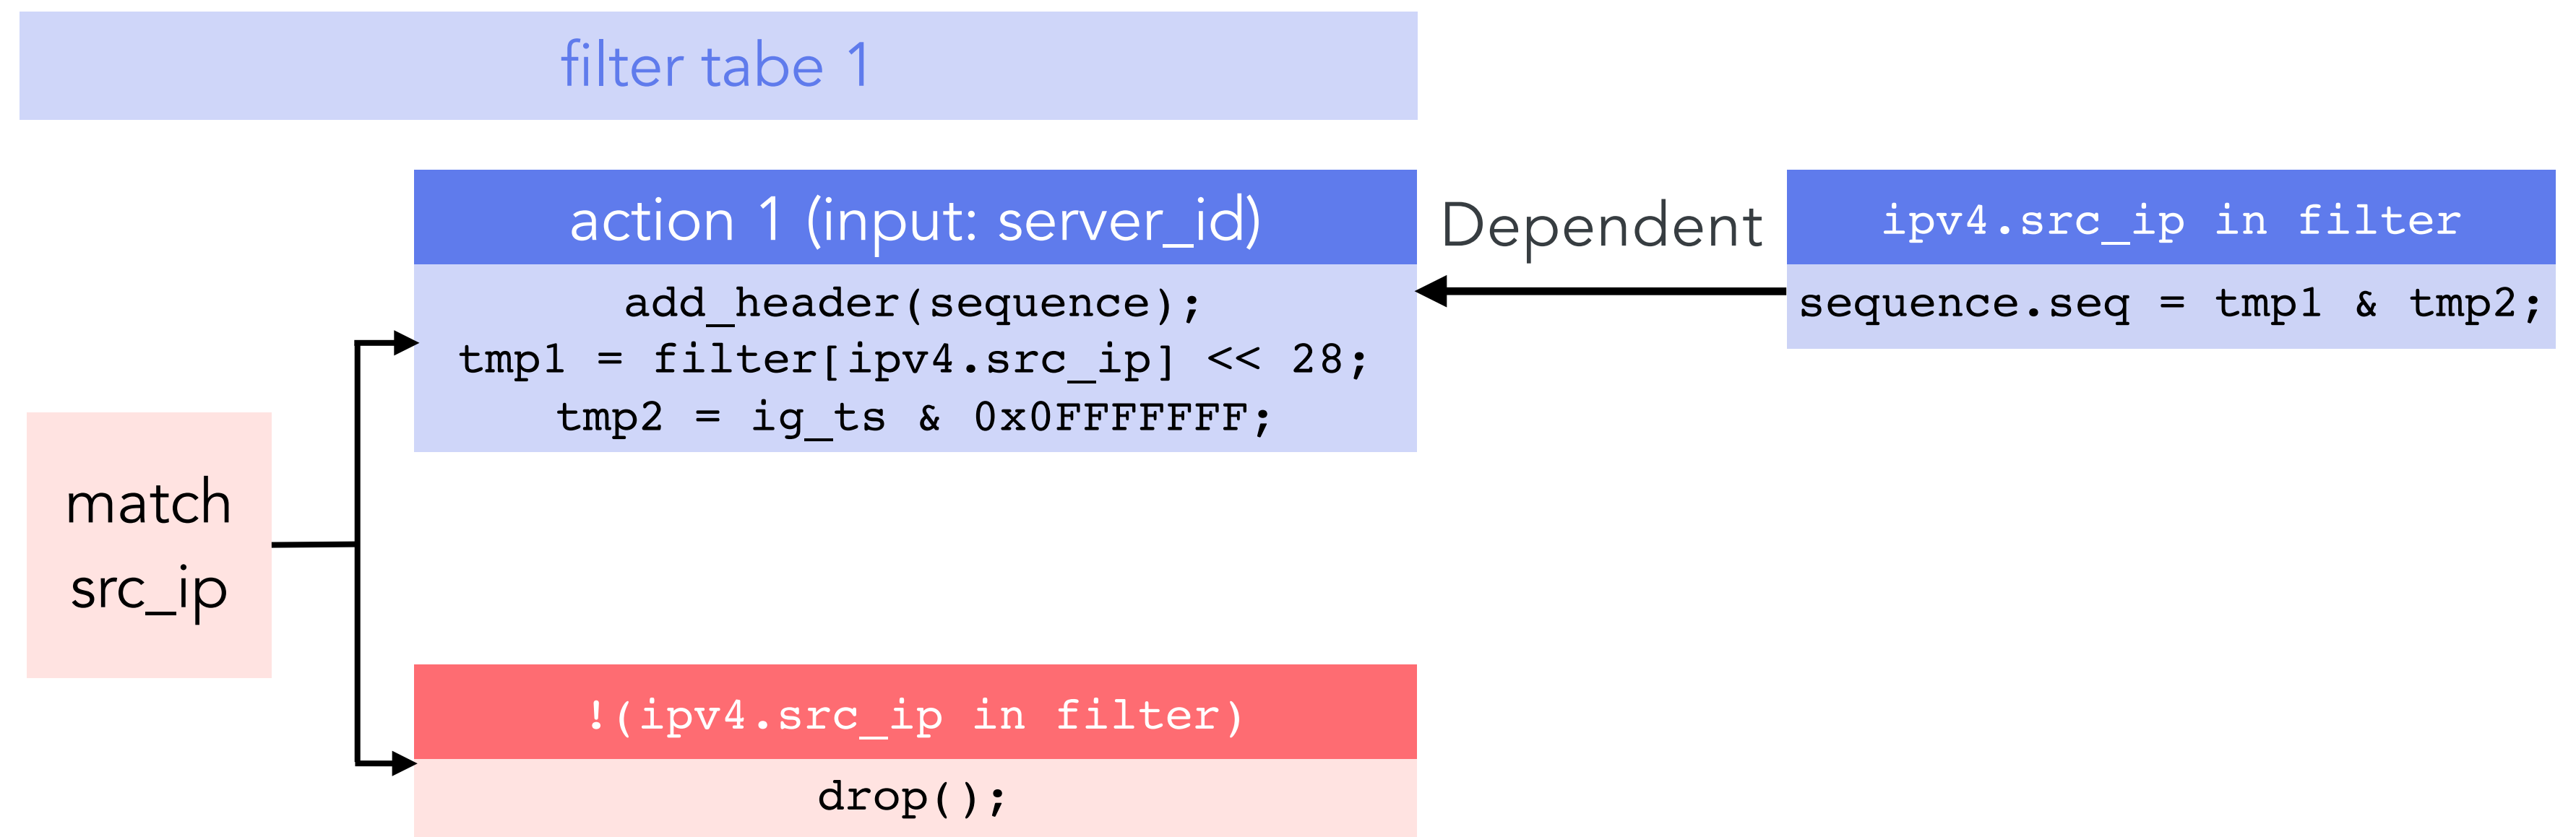 filter tabe 1
action 1 (input: server_id)
add_header(sequence);
tmp1 = filter[ipv4.src_ip] << 28;
tmp2 = ig_ts & 0x0FFFFFFF;
Dependent
ipv4.src_ip in filter
sequence.seq = tmp1 & tmp2;
match
src_ip
!(ipv4.src_ip in filter)
drop();